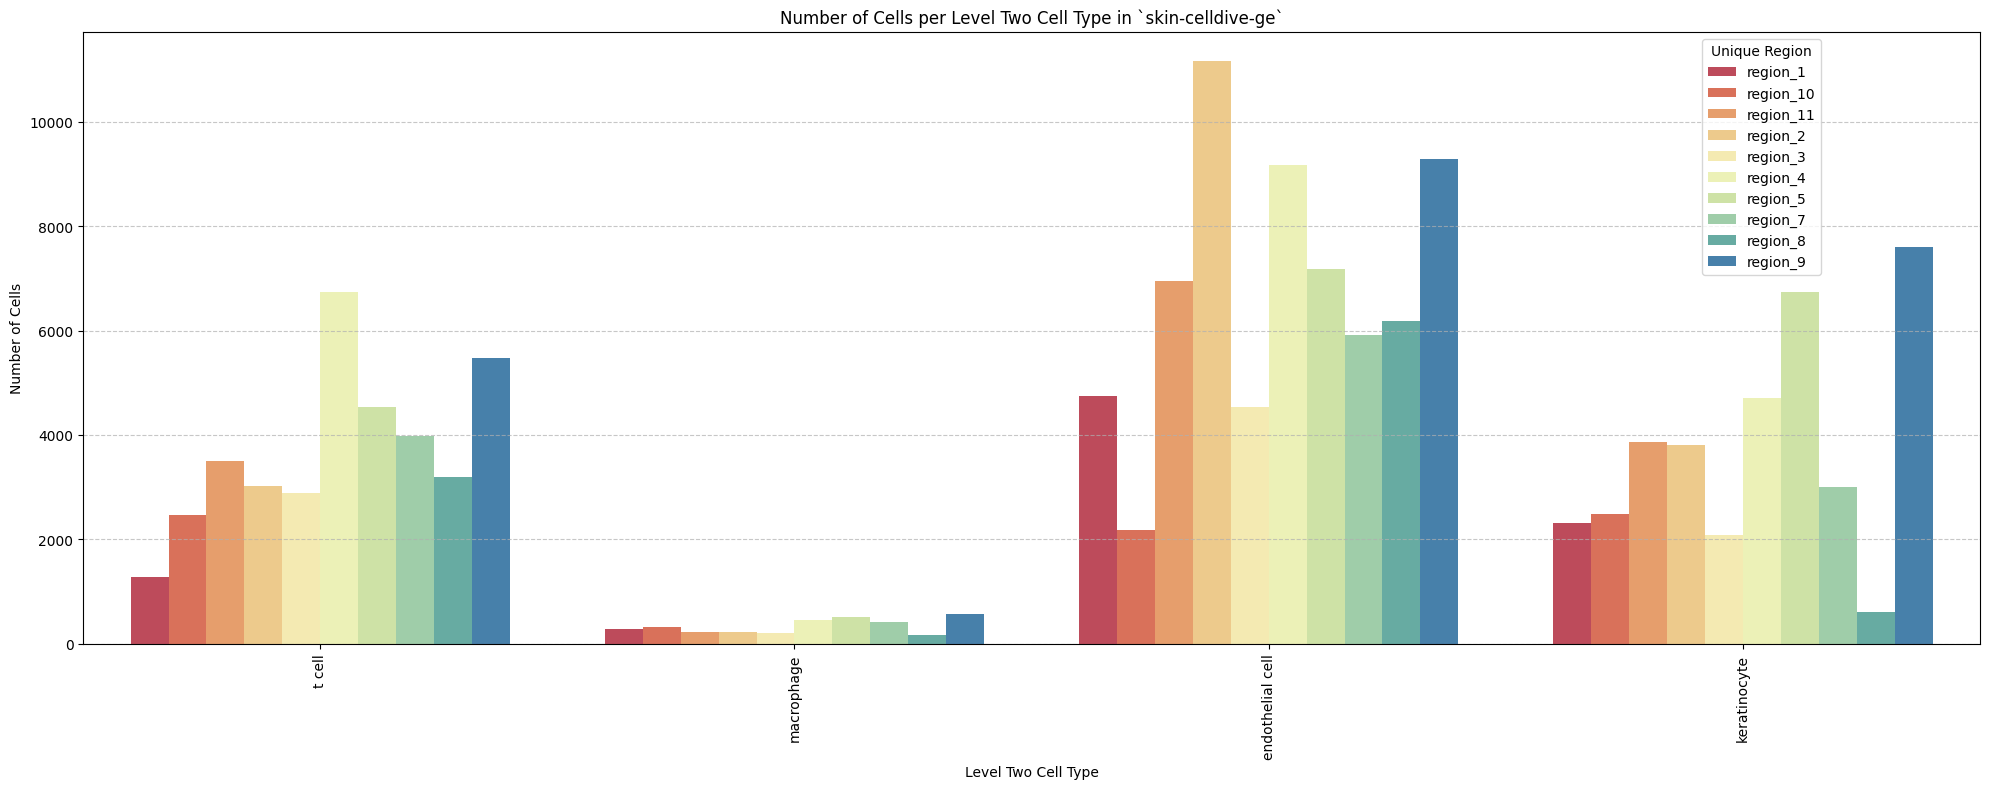 Number of Cells per Level Two Cell Type in `skin-celldive-ge`
Number of Cells
10000
8000
6000
4000
2000
0
Unique Region
region_1
region_10
region_11
region_2
region_3
region_4
region_5
region_7
region_8
region_9
t cell
macrophage
endothelial cell
keratinocyte
Level Two Cell Type